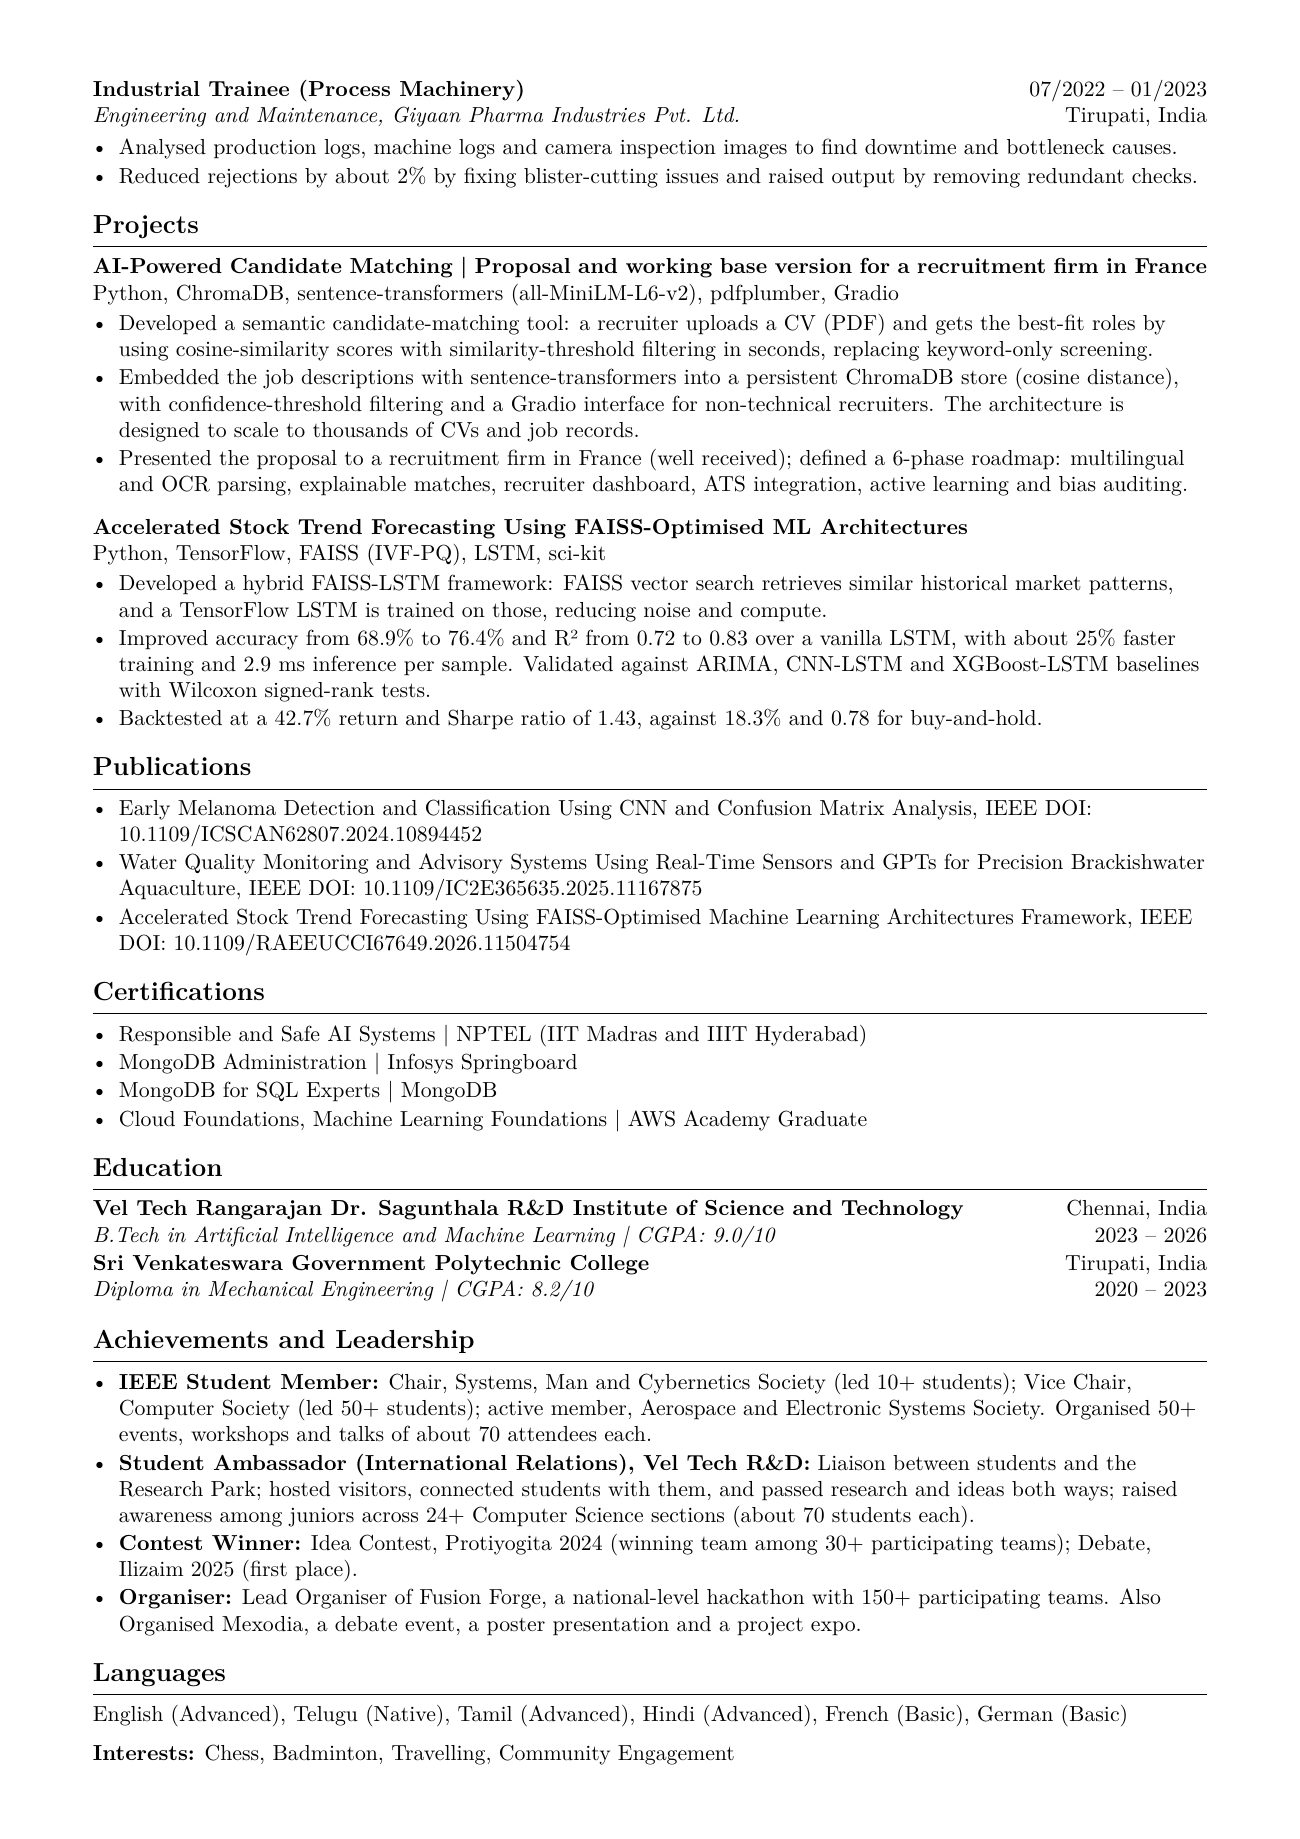 Industrial Trainee (Process Machinery) 07/2022 – 01/2023
Engineering and Maintenance, Giyaan Pharma Industries Pvt. Ltd. Tirupati, India
• Analysed production logs, machine logs and camera inspection images to find downtime and bottleneck causes.
• Reduced rejections by about 2% by fixing blister-cutting issues and raised output by removing redundant checks.
Projects
AI-Powered Candidate Matching | Proposal and working base version for a recruitment firm in France
Python, ChromaDB, sentence-transformers (all-MiniLM-L6-v2), pdfplumber, Gradio
• Developed a semantic candidate-matching tool: a recruiter uploads a CV (PDF) and gets the best-fit roles by
using cosine-similarity scores with similarity-threshold filtering in seconds, replacing keyword-only screening.
• Embedded the job descriptions with sentence-transformers into a persistent ChromaDB store (cosine distance),
with confidence-threshold filtering and a Gradio interface for non-technical recruiters. The architecture is
designed to scale to thousands of CVs and job records.
• Presented the proposal to a recruitment firm in France (well received); defined a 6-phase roadmap: multilingual
and OCR parsing, explainable matches, recruiter dashboard, ATS integration, active learning and bias auditing.
Accelerated Stock Trend Forecasting Using FAISS-Optimised ML Architectures
Python, TensorFlow, FAISS (IVF-PQ), LSTM, sci-kit
• Developed a hybrid FAISS-LSTM framework: FAISS vector search retrieves similar historical market patterns,
and a TensorFlow LSTM is trained on those, reducing noise and compute.
• Improved accuracy from 68.9% to 76.4% and R² from 0.72 to 0.83 over a vanilla LSTM, with about 25% faster
training and 2.9 ms inference per sample. Validated against ARIMA, CNN-LSTM and XGBoost-LSTM baselines
with Wilcoxon signed-rank tests.
• Backtested at a 42.7% return and Sharpe ratio of 1.43, against 18.3% and 0.78 for buy-and-hold.
Publications
• Early Melanoma Detection and Classification Using CNN and Confusion Matrix Analysis, IEEE DOI:
10.1109/ICSCAN62807.2024.10894452
• Water Quality Monitoring and Advisory Systems Using Real-Time Sensors and GPTs for Precision Brackishwater
Aquaculture, IEEE DOI: 10.1109/IC2E365635.2025.11167875
• Accelerated Stock Trend Forecasting Using FAISS-Optimised Machine Learning Architectures Framework, IEEE
DOI: 10.1109/RAEEUCCI67649.2026.11504754
Certifications
• Responsible and Safe AI Systems | NPTEL (IIT Madras and IIIT Hyderabad)
• MongoDB Administration | Infosys Springboard
• MongoDB for SQL Experts | MongoDB
• Cloud Foundations, Machine Learning Foundations | AWS Academy Graduate
Education
Vel Tech Rangarajan Dr. Sagunthala R&D Institute of Science and Technology Chennai, India
B.Tech in Artificial Intelligence and Machine Learning | CGPA: 9.0/10 2023 – 2026
Sri Venkateswara Government Polytechnic College Tirupati, India
Diploma in Mechanical Engineering | CGPA: 8.2/10 2020 – 2023
Achievements and Leadership
• IEEE Student Member: Chair, Systems, Man and Cybernetics Society (led 10+ students); Vice Chair,
Computer Society (led 50+ students); active member, Aerospace and Electronic Systems Society. Organised 50+
events, workshops and talks of about 70 attendees each.
• Student Ambassador (International Relations), Vel Tech R&D: Liaison between students and the
Research Park; hosted visitors, connected students with them, and passed research and ideas both ways; raised
awareness among juniors across 24+ Computer Science sections (about 70 students each).
• Contest Winner: Idea Contest, Protiyogita 2024 (winning team among 30+ participating teams); Debate,
Ilizaim 2025 (first place).
• Organiser: Lead Organiser of Fusion Forge, a national-level hackathon with 150+ participating teams. Also
Organised Mexodia, a debate event, a poster presentation and a project expo.
Languages
English (Advanced), Telugu (Native), Tamil (Advanced), Hindi (Advanced), French (Basic), German (Basic)
Interests: Chess, Badminton, Travelling, Community Engagement